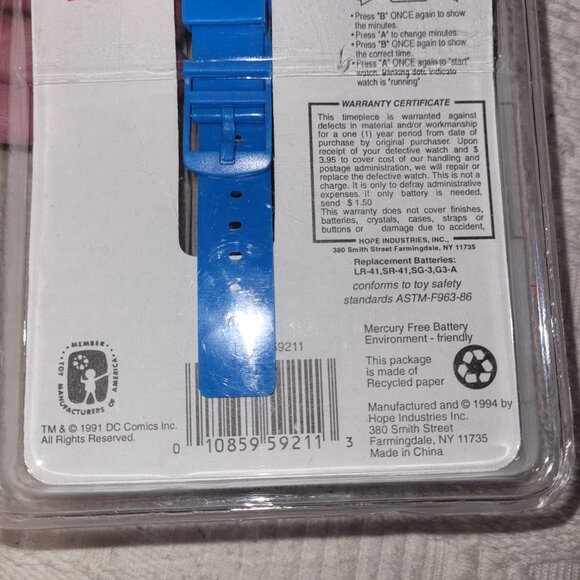 •Press "B" ONCE again to show
the minutes.
•Press "A" to change minutes.
•Press "B" ONCE again to show
the correct time.
•Press "A" ONCE again to "start"
watch. Blinking dot, indicate
watch is "running"
WARRANTY CERTIFICATE
This timepiece is warranted against
defects in material and/or workmanship
for a one (1) year period from date of
purchase by original purchaser. Upon
receipt of your defective watch and $
3.95 to cover cost of our handling and
postage administration, we will repair or
replace the defective watch. This is not a
charge. It is only to defray administrative
expenses. If only battery is needed,
send $ 1.50
This warranty does not cover finishes,
batteries, crystals, cases, straps or
buttons or damage due to accident,
HOPE INDUSTRIES, INC.,
380 Smith Street Farmingdale, NY 11735
Replacement Batteries:
LR-41,SR-41,SG-3,G3-A
conforms to toy safety
standards ASTM-F963-86
Mercury Free Battery
Environment - friendly
This package
is made of
Recycled paper
Manufactured and © 1994 by
Hope Industries Inc.
380 Smith Street
Farmingdale, NY 11735
Made in China
59211
MEMBER
TOY MANUFACTURERS OF AMERICA
TM & © 1991 DC Comics Inc.
All Rights Reserved.
0 10859 59211 3